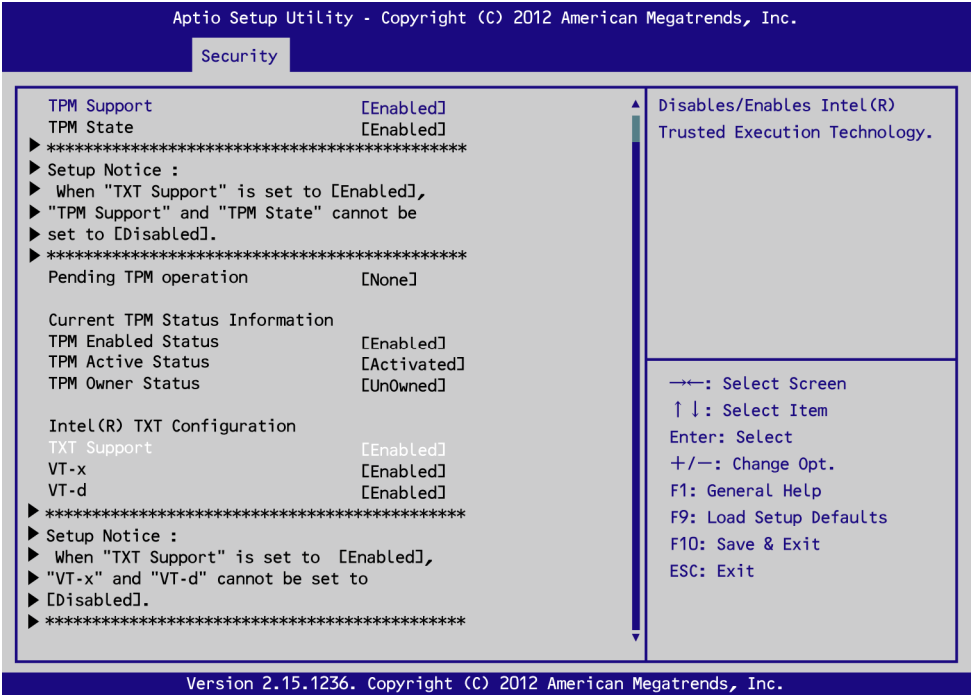 Aptio Setup Utility - Copyright (C) 2012 American Megatrends, Inc.
Security
TPM Support [Enabled]
TPM State [Enabled]
*********************************************
Setup Notice :
When "TXT Support" is set to [Enabled],
"TPM Support" and "TPM State" cannot be
set to [Disabled].
*********************************************
Pending TPM operation [None]
Current TPM Status Information
TPM Enabled Status [Enabled]
TPM Active Status [Activated]
TPM Owner Status [UnOwned]
Intel(R) TXT Configuration
TXT Support [Enabled]
VT-x [Enabled]
VT-d [Enabled]
*********************************************
Setup Notice :
When "TXT Support" is set to [Enabled],
"VT-x" and "VT-d" cannot be set to
[Disabled].
*********************************************
Disables/Enables Intel(R)
Trusted Execution Technology.
→←: Select Screen
↑↓: Select Item
Enter: Select
+/−: Change Opt.
F1: General Help
F9: Load Setup Defaults
F10: Save & Exit
ESC: Exit
Version 2.15.1236. Copyright (C) 2012 American Megatrends, Inc.